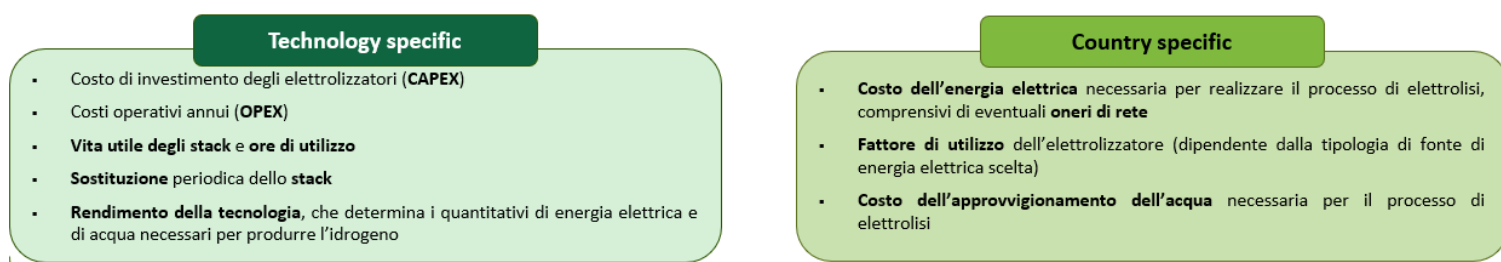 Technology specific
▪ Costo di investimento degli elettrolizzatori (CAPEX)
▪ Costi operativi annui (OPEX)
▪ Vita utile degli stack e ore di utilizzo
▪ Sostituzione periodica dello stack
▪ Rendimento della tecnologia, che determina i quantitativi di energia elettrica e
di acqua necessari per produrre l’idrogeno
Country specific
▪ Costo dell’energia elettrica necessaria per realizzare il processo di elettrolisi,
comprensivi di eventuali oneri di rete
▪ Fattore di utilizzo dell’elettrolizzatore (dipendente dalla tipologia di fonte di
energia elettrica scelta)
▪ Costo dell’approvvigionamento dell’acqua necessaria per il processo di
elettrolisi